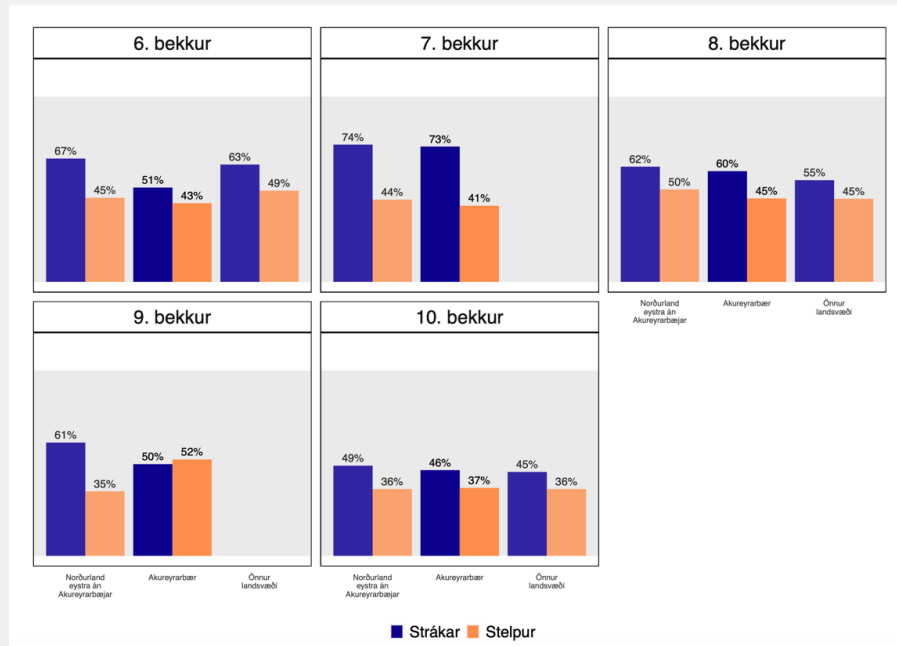 6. bekkur
67%
45%
51%
43%
63%
49%
7. bekkur
74%
44%
73%
41%
8. bekkur
62%
50%
60%
45%
55%
45%
Norðurland
eystra án
Akureyrarbæjar
Akureyrarbær
Önnur
landsvæði
9. bekkur
61%
35%
50%
52%
Norðurland
eystra án
Akureyrarbæjar
Akureyrarbær
Önnur
landsvæði
10. bekkur
49%
36%
46%
37%
45%
36%
Norðurland
eystra án
Akureyrarbæjar
Akureyrarbær
Önnur
landsvæði
Strákar Stelpur